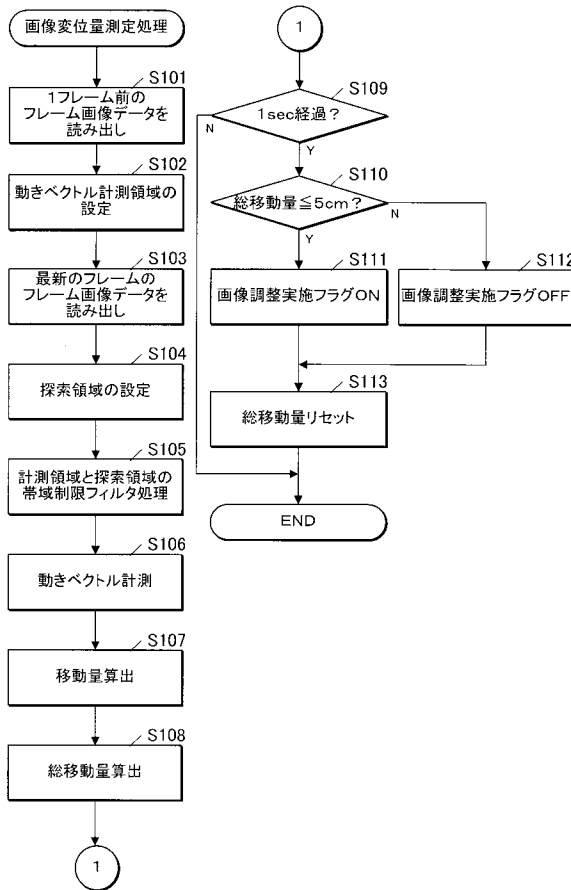 画像変位量測定処理
S101
1フレーム前の
フレーム画像データを
読み出し
S102
動きベクトル計測領域の
設定
S103
最新のフレームの
フレーム画像データを
読み出し
S104
探索領域の設定
S105
計測領域と探索領域の
帯域制限フィルタ処理
S106
動きベクトル計測
S107
移動量算出
S108
総移動量算出
1
1
S109
1sec経過?
N
Y
S110
総移動量≦5cm?
N
Y
S111
画像調整実施フラグON
S112
画像調整実施フラグOFF
S113
総移動量リセット
END